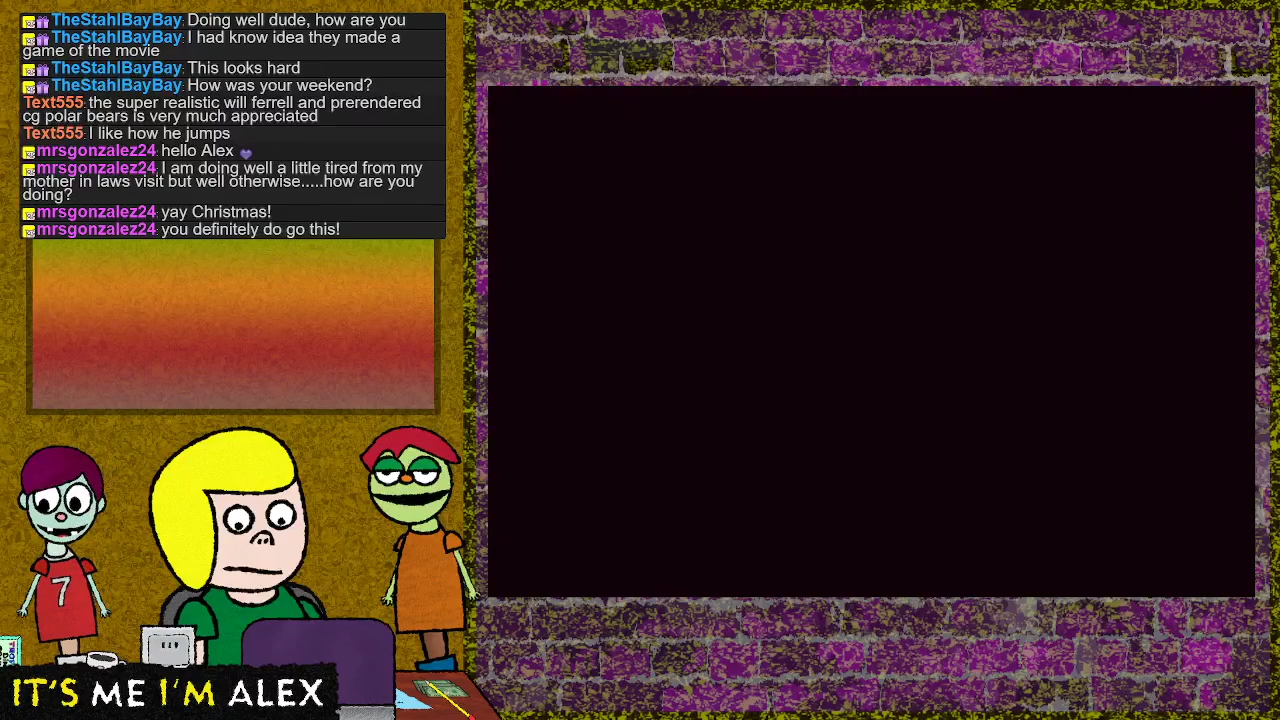 TheStahlBayBay: Doing well dude, how are you
TheStahlBayBay: I had know idea they made a
game of the movie
TheStahlBayBay: This looks hard
TheStahlBayBay: How was your weekend?
Text555: the super realistic will ferrell and prerendered
cg polar bears is very much appreciated
Text555: I like how he jumps
mrsgonzalez24: hello Alex
mrsgonzalez24: I am doing well a little tired from my
mother in laws visit but well otherwise.....how are you
doing?
mrsgonzalez24: yay Christmas!
mrsgonzalez24: you definitely do go this!
7
IT'S ME I'M ALEX